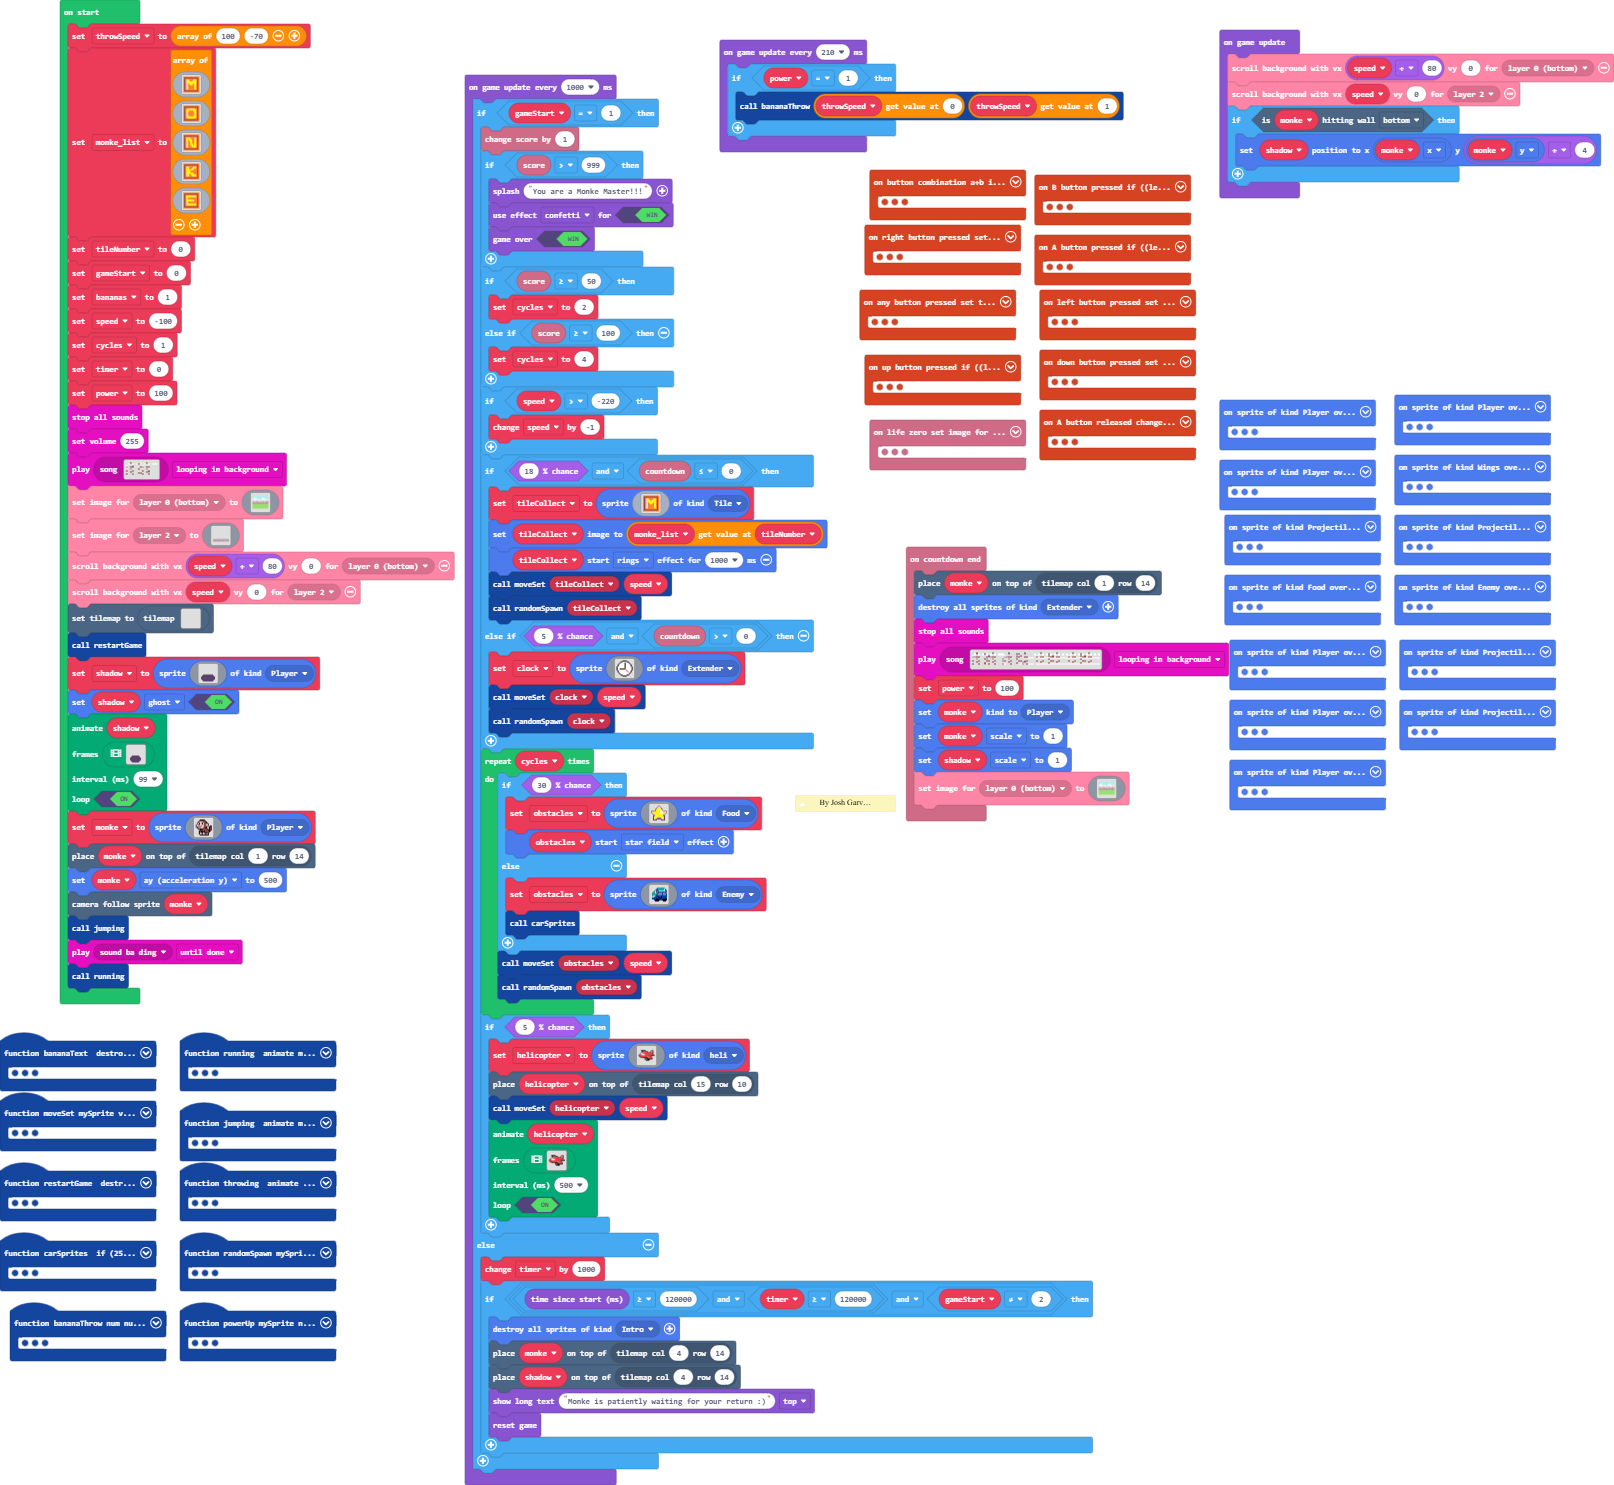 on start
set throwSpeed to array of 100 -70
set monke_list to array of
M
O
N
K
E
set tileNumber to 0
set gameStart to 0
set bananas to 1
set speed to -100
set cycles to 1
set timer to 0
set power to 100
stop all sounds
set volume 255
play song looping in background
set image for layer 0 (bottom) to
set image for layer 2 to
scroll background with vx speed ÷ 80 vy 0 for layer 0 (bottom)
scroll background with vx speed vy 0 for layer 2
set tilemap to tilemap
call restartGame
set shadow to sprite of kind Player
set shadow ghost ON
animate shadow
frames
interval (ms) 99
loop ON
set monke to sprite of kind Player
place monke on top of tilemap col 1 row 14
set monke ay (acceleration y) to 500
camera follow sprite monke
call jumping
play sound ba ding until done
call running
function bananaText destro...
function running animate m...
function moveSet mySprite v...
function jumping animate m...
function restartGame destr...
function throwing animate ...
function carSprites if (25...
function randomSpawn mySpri...
function bananaThrow num nu...
function powerUp mySprite n...
on game update every 1000 ms
if gameStart = 1 then
change score by 1
if score > 999 then
splash "You are a Monke Master!!!"
use effect confetti for WIN
game over WIN
if score ≥ 50 then
set cycles to 2
else if score ≥ 100 then
set cycles to 4
if speed > -220 then
change speed by -1
if 18 % chance and countdown ≤ 0 then
set tileCollect to sprite M of kind Tile
set tileCollect image to monke_list get value at tileNumber
tileCollect start rings effect for 1000 ms
call moveSet tileCollect speed
call randomSpawn tileCollect
else if 5 % chance and countdown > 0 then
set clock to sprite of kind Extender
call moveSet clock speed
call randomSpawn clock
repeat cycles times
do if 30 % chance then
set obstacles to sprite of kind Food
obstacles start star field effect
else
set obstacles to sprite of kind Enemy
call carSprites
call moveSet obstacles speed
call randomSpawn obstacles
if 5 % chance then
set helicopter to sprite of kind heli
place helicopter on top of tilemap col 15 row 10
call moveSet helicopter speed
animate helicopter
frames
interval (ms) 500
loop ON
else
change timer by 1000
if time since start (ms) ≥ 120000 and timer ≥ 120000 and gameStart ≠ 2 then
destroy all sprites of kind Intro
place monke on top of tilemap col 4 row 14
place shadow on top of tilemap col 4 row 14
show long text "Monke is patiently waiting for your return :)" top
reset game
on game update every 210 ms
if power = 1 then
call bananaThrow throwSpeed get value at 0 throwSpeed get value at 1
on button combination a+b i...
on B button pressed if ((le...
on right button pressed set...
on A button pressed if ((le...
on any button pressed set t...
on left button pressed set ...
on up button pressed if ((l...
on down button pressed set ...
on life zero set image for ...
on A button released change...
By Josh Garv...
on countdown end
place monke on top of tilemap col 1 row 14
destroy all sprites of kind Extender
stop all sounds
play song looping in background
set power to 100
set monke kind to Player
set monke scale to 1
set shadow scale to 1
set image for layer 0 (bottom) to
on game update
scroll background with vx speed ÷ 80 vy 0 for layer 0 (bottom)
scroll background with vx speed vy 0 for layer 2
if is monke hitting wall bottom then
set shadow position to x monke x y monke y + 4
on sprite of kind Player ov...
on sprite of kind Player ov...
on sprite of kind Player ov...
on sprite of kind Wings ove...
on sprite of kind Projectil...
on sprite of kind Projectil...
on sprite of kind Food over...
on sprite of kind Enemy ove...
on sprite of kind Player ov...
on sprite of kind Projectil...
on sprite of kind Player ov...
on sprite of kind Projectil...
on sprite of kind Player ov...